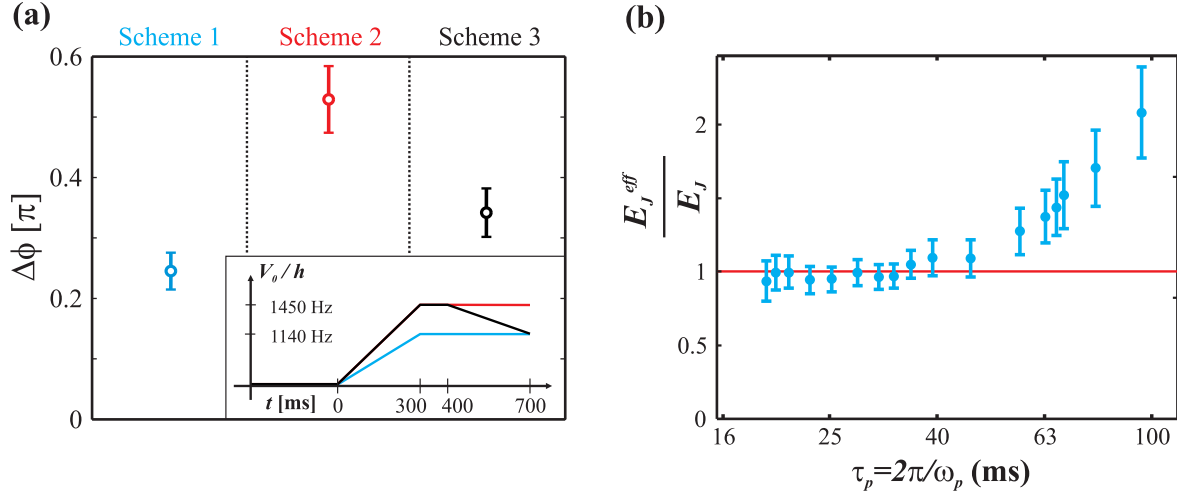 (a)
Scheme 1 Scheme 2 Scheme 3
0.6
0.4
0.2
0
Δϕ [π]
V₀ / h
1450 Hz
1140 Hz
t [ms] 0 300 400 700
(b)
E_J^eff
E_J
2
1
0.5
0
16 25 40 63 100
τ_p=2π/ω_p (ms)